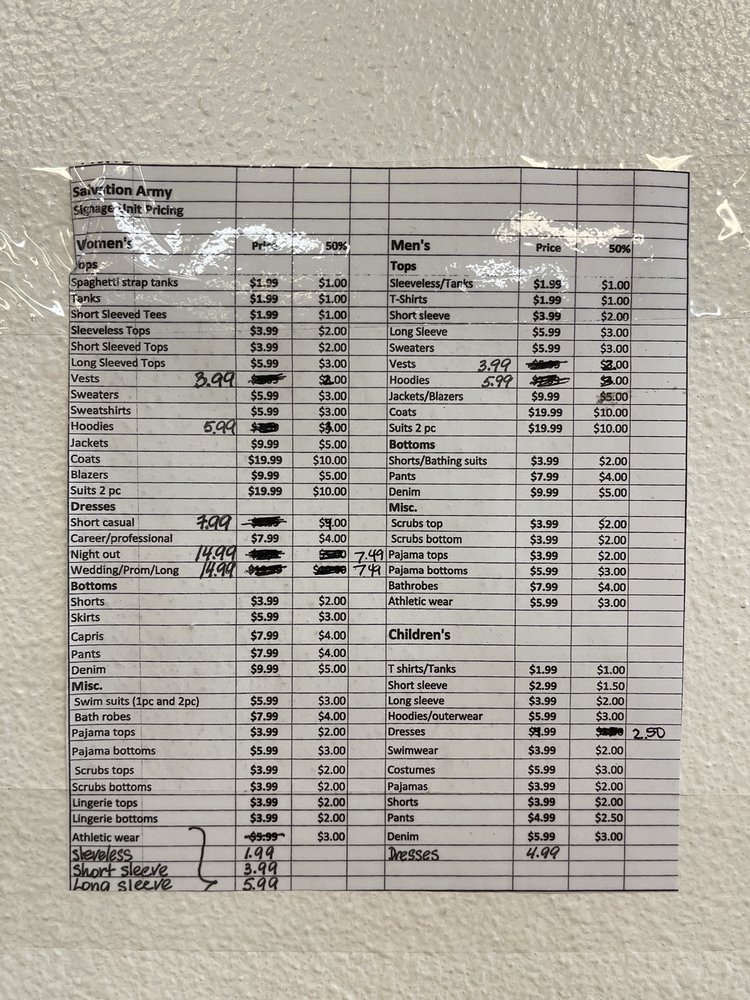 Salvation Army
Signage Unit Pricing
Women's Price 50%
Tops
Spaghetti strap tanks $1.99 $1.00
Tanks $1.99 $1.00
Short Sleeved Tees $1.99 $1.00
Sleeveless Tops $3.99 $2.00
Short Sleeved Tops $3.99 $2.00
Long Sleeved Tops $5.99 $3.00
Vests 3.99 $2.00
Sweaters $5.99 $3.00
Sweatshirts $5.99 $3.00
Hoodies 5.99 $3.00
Jackets $9.99 $5.00
Coats $19.99 $10.00
Blazers $9.99 $5.00
Suits 2 pc $19.99 $10.00
Dresses
Short casual 7.99 $4.00
Career/professional $7.99 $4.00
Night out 14.99 7.49
Wedding/Prom/Long 14.99 7.49
Bottoms
Shorts $3.99 $2.00
Skirts $5.99 $3.00
Capris $7.99 $4.00
Pants $7.99 $4.00
Denim $9.99 $5.00
Misc.
Swim suits (1pc and 2pc) $5.99 $3.00
Bath robes $7.99 $4.00
Pajama tops $3.99 $2.00
Pajama bottoms $5.99 $3.00
Scrubs tops $3.99 $2.00
Scrubs bottoms $3.99 $2.00
Lingerie tops $3.99 $2.00
Lingerie bottoms $3.99 $2.00
Athletic wear $5.99 $3.00
sleveless 1.99
short sleeve 3.99
Long sleeve 5.99
Men's Price 50%
Tops
Sleeveless/Tanks $1.99 $1.00
T-Shirts $1.99 $1.00
Short sleeve $3.99 $2.00
Long Sleeve $5.99 $3.00
Sweaters $5.99 $3.00
Vests 3.99 $2.00
Hoodies 5.99 $3.00
Jackets/Blazers $9.99 $5.00
Coats $19.99 $10.00
Suits 2 pc $19.99 $10.00
Bottoms
Shorts/Bathing suits $3.99 $2.00
Pants $7.99 $4.00
Denim $9.99 $5.00
Misc.
Scrubs top $3.99 $2.00
Scrubs bottom $3.99 $2.00
Pajama tops $3.99 $2.00
Pajama bottoms $5.99 $3.00
Bathrobes $7.99 $4.00
Athletic wear $5.99 $3.00
Children's
T shirts/Tanks $1.99 $1.00
Short sleeve $2.99 $1.50
Long sleeve $3.99 $2.00
Hoodies/outerwear $5.99 $3.00
Dresses $4.99 2.50
Swimwear $3.99 $2.00
Costumes $5.99 $3.00
Pajamas $3.99 $2.00
Shorts $3.99 $2.00
Pants $4.99 $2.50
Denim $5.99 $3.00
Dresses 4.99